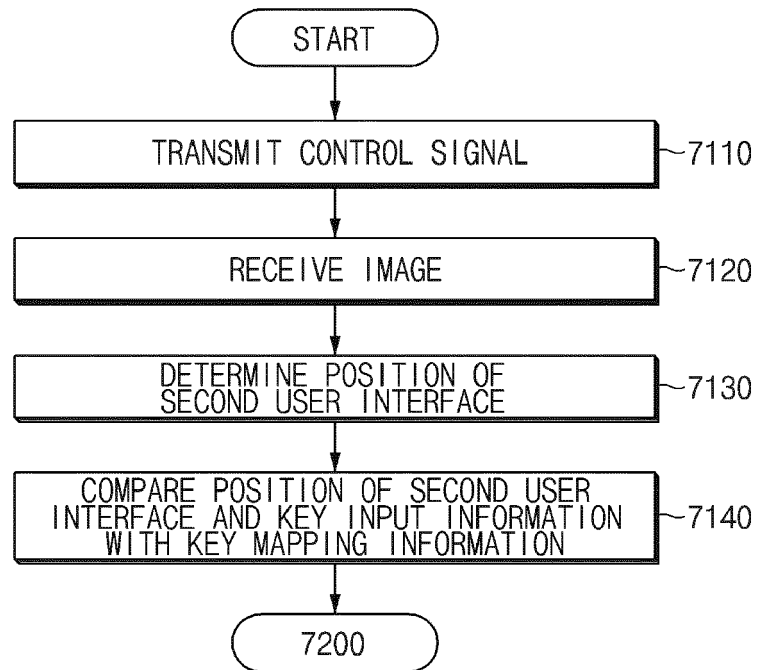 START
TRANSMIT CONTROL SIGNAL
7110
RECEIVE IMAGE
7120
DETERMINE POSITION OF
SECOND USER INTERFACE
7130
COMPARE POSITION OF SECOND USER
INTERFACE AND KEY INPUT INFORMATION
WITH KEY MAPPING INFORMATION
7140
7200